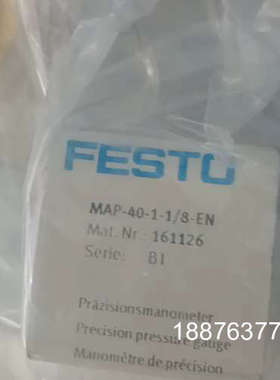 FESTO
MAP-40-1-1/8-EN
Mat. Nr.: 161126
Serie: B1
Präzisionsmanometer
Precision pressure gauge
Manomètre de précision
18876377